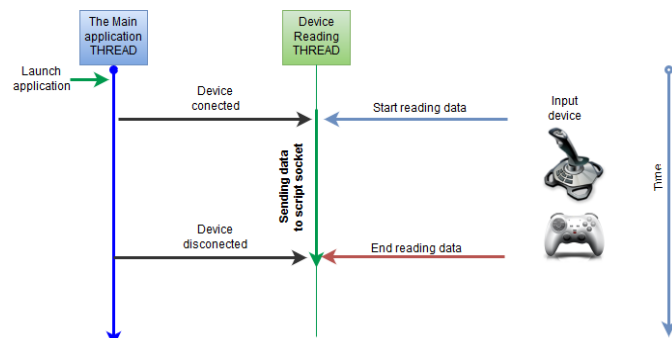 The Main
application
THREAD
Device
Reading
THREAD
Launch
application
Device
conected
Start reading data
Input
device
Sending data
to script socket
Time
Device
disconected
End reading data